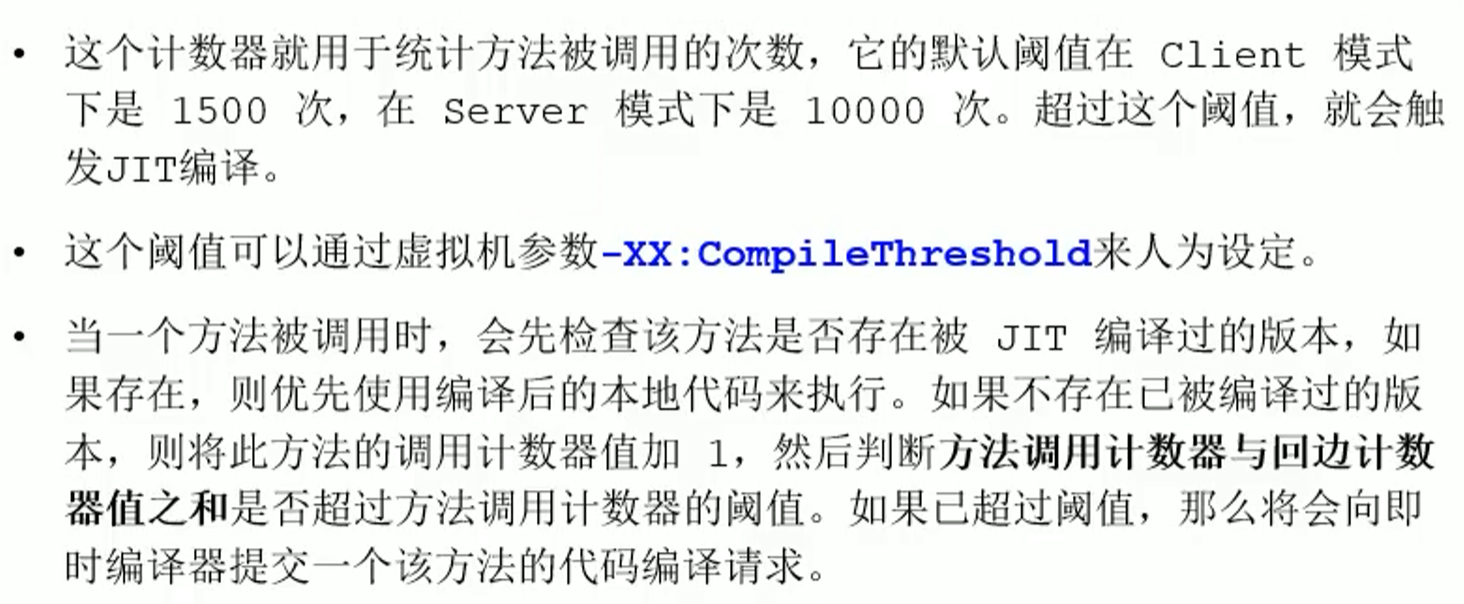 • 这个计数器就用于统计方法被调用的次数，它的默认阈值在 Client 模式
下是 1500 次，在 Server 模式下是 10000 次。超过这个阈值，就会触
发JIT编译。
• 这个阈值可以通过虚拟机参数-XX:CompileThreshold来人为设定。
• 当一个方法被调用时，会先检查该方法是否存在被 JIT 编译过的版本，如
果存在，则优先使用编译后的本地代码来执行。如果不存在已被编译过的版
本，则将此方法的调用计数器值加 1，然后判断方法调用计数器与回边计数
器值之和是否超过方法调用计数器的阈值。如果已超过阈值，那么将会向即
时编译器提交一个该方法的代码编译请求。